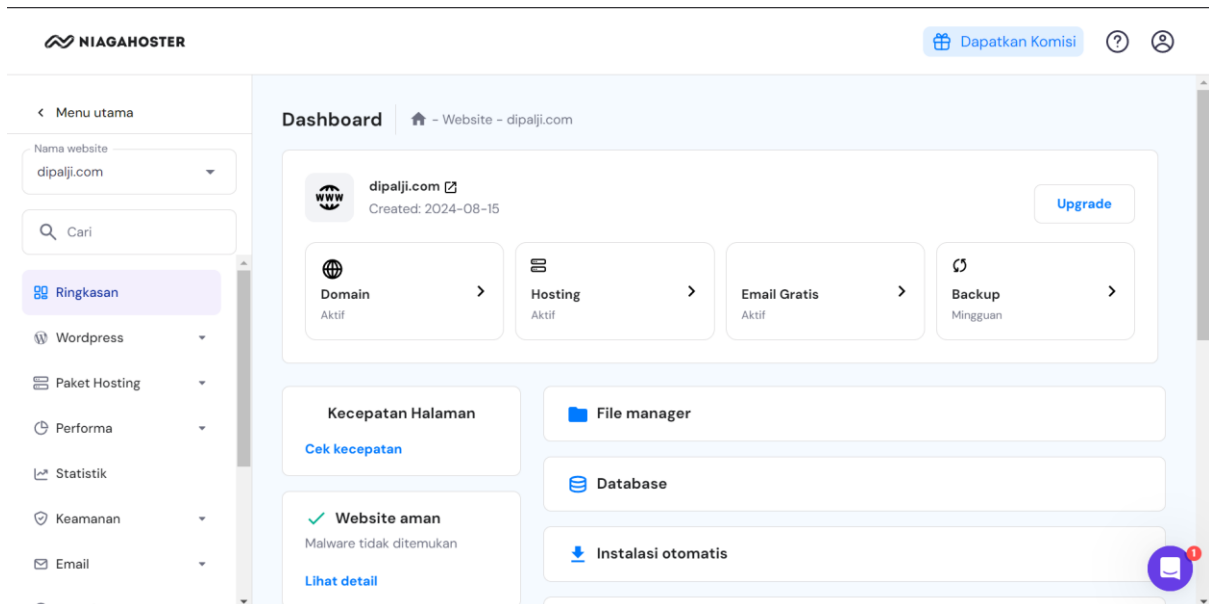 NIAGAHOSTER
Dapatkan Komisi
Menu utama
Nama website
dipalji.com
Cari
Ringkasan
Wordpress
Paket Hosting
Performa
Statistik
Keamanan
Email
Dashboard
- Website - dipalji.com
www
dipalji.com
Created: 2024-08-15
Upgrade
Domain
Aktif
Hosting
Aktif
Email Gratis
Aktif
Backup
Mingguan
Kecepatan Halaman
Cek kecepatan
Website aman
Malware tidak ditemukan
Lihat detail
File manager
Database
Instalasi otomatis
1